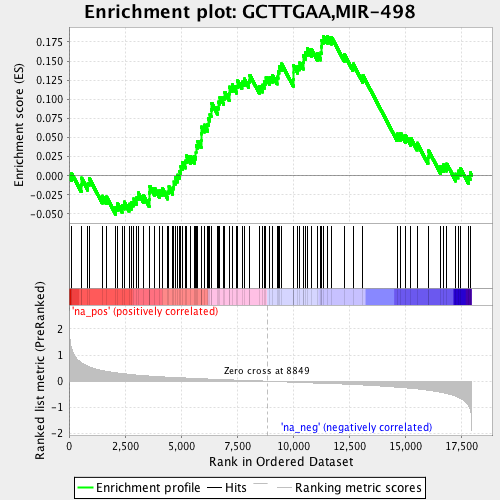 Enrichment plot: GCTTGAA,MIR-498
Enrichment score (ES)
0.175
0.150
0.125
0.100
0.075
0.050
0.025
0.000
-0.025
-0.050
'na_pos' (positively correlated)
Ranked list metric (PreRanked)
2
1
0
-1
-2
Zero cross at 8849
'na_neg' (negatively correlated)
0
2,500
5,000
7,500
10,000
12,500
15,000
17,500
Rank in Ordered Dataset
Enrichment profile
Hits
Ranking metric scores